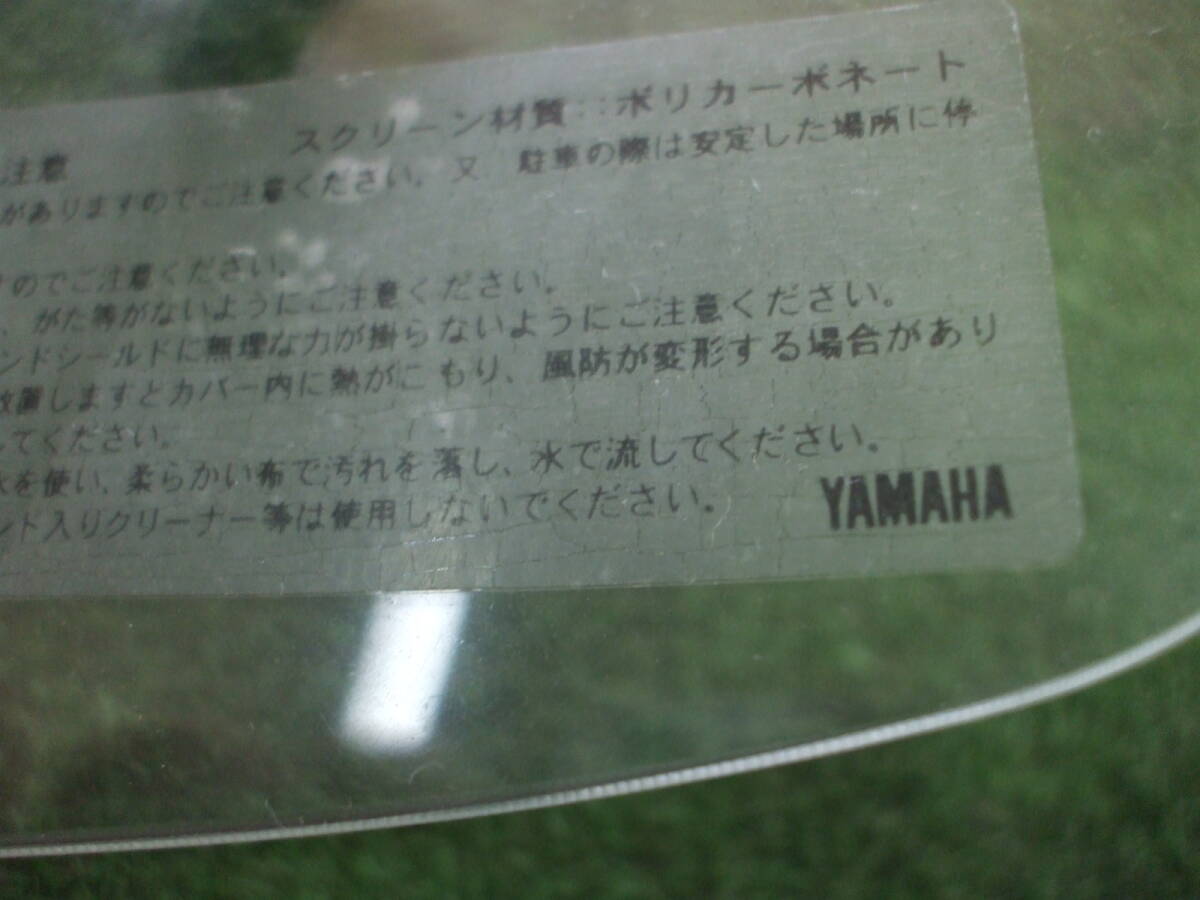 スクリーン材質::ポリカーボネート
注意
がありますのでご注意ください。又 駐車の際は安定した場所に停
すのでご注意ください。
、がた等がないようにご注意ください。
ンドシールドに無理な力が掛らないようにご注意ください。
放置しますとカバー内に熱がこもり、風防が変形する場合があり
してください。
水を使い、柔らかい布で汚れを落し、水で流してください。
ント入りクリーナー等は使用しないでください。
YAMAHA